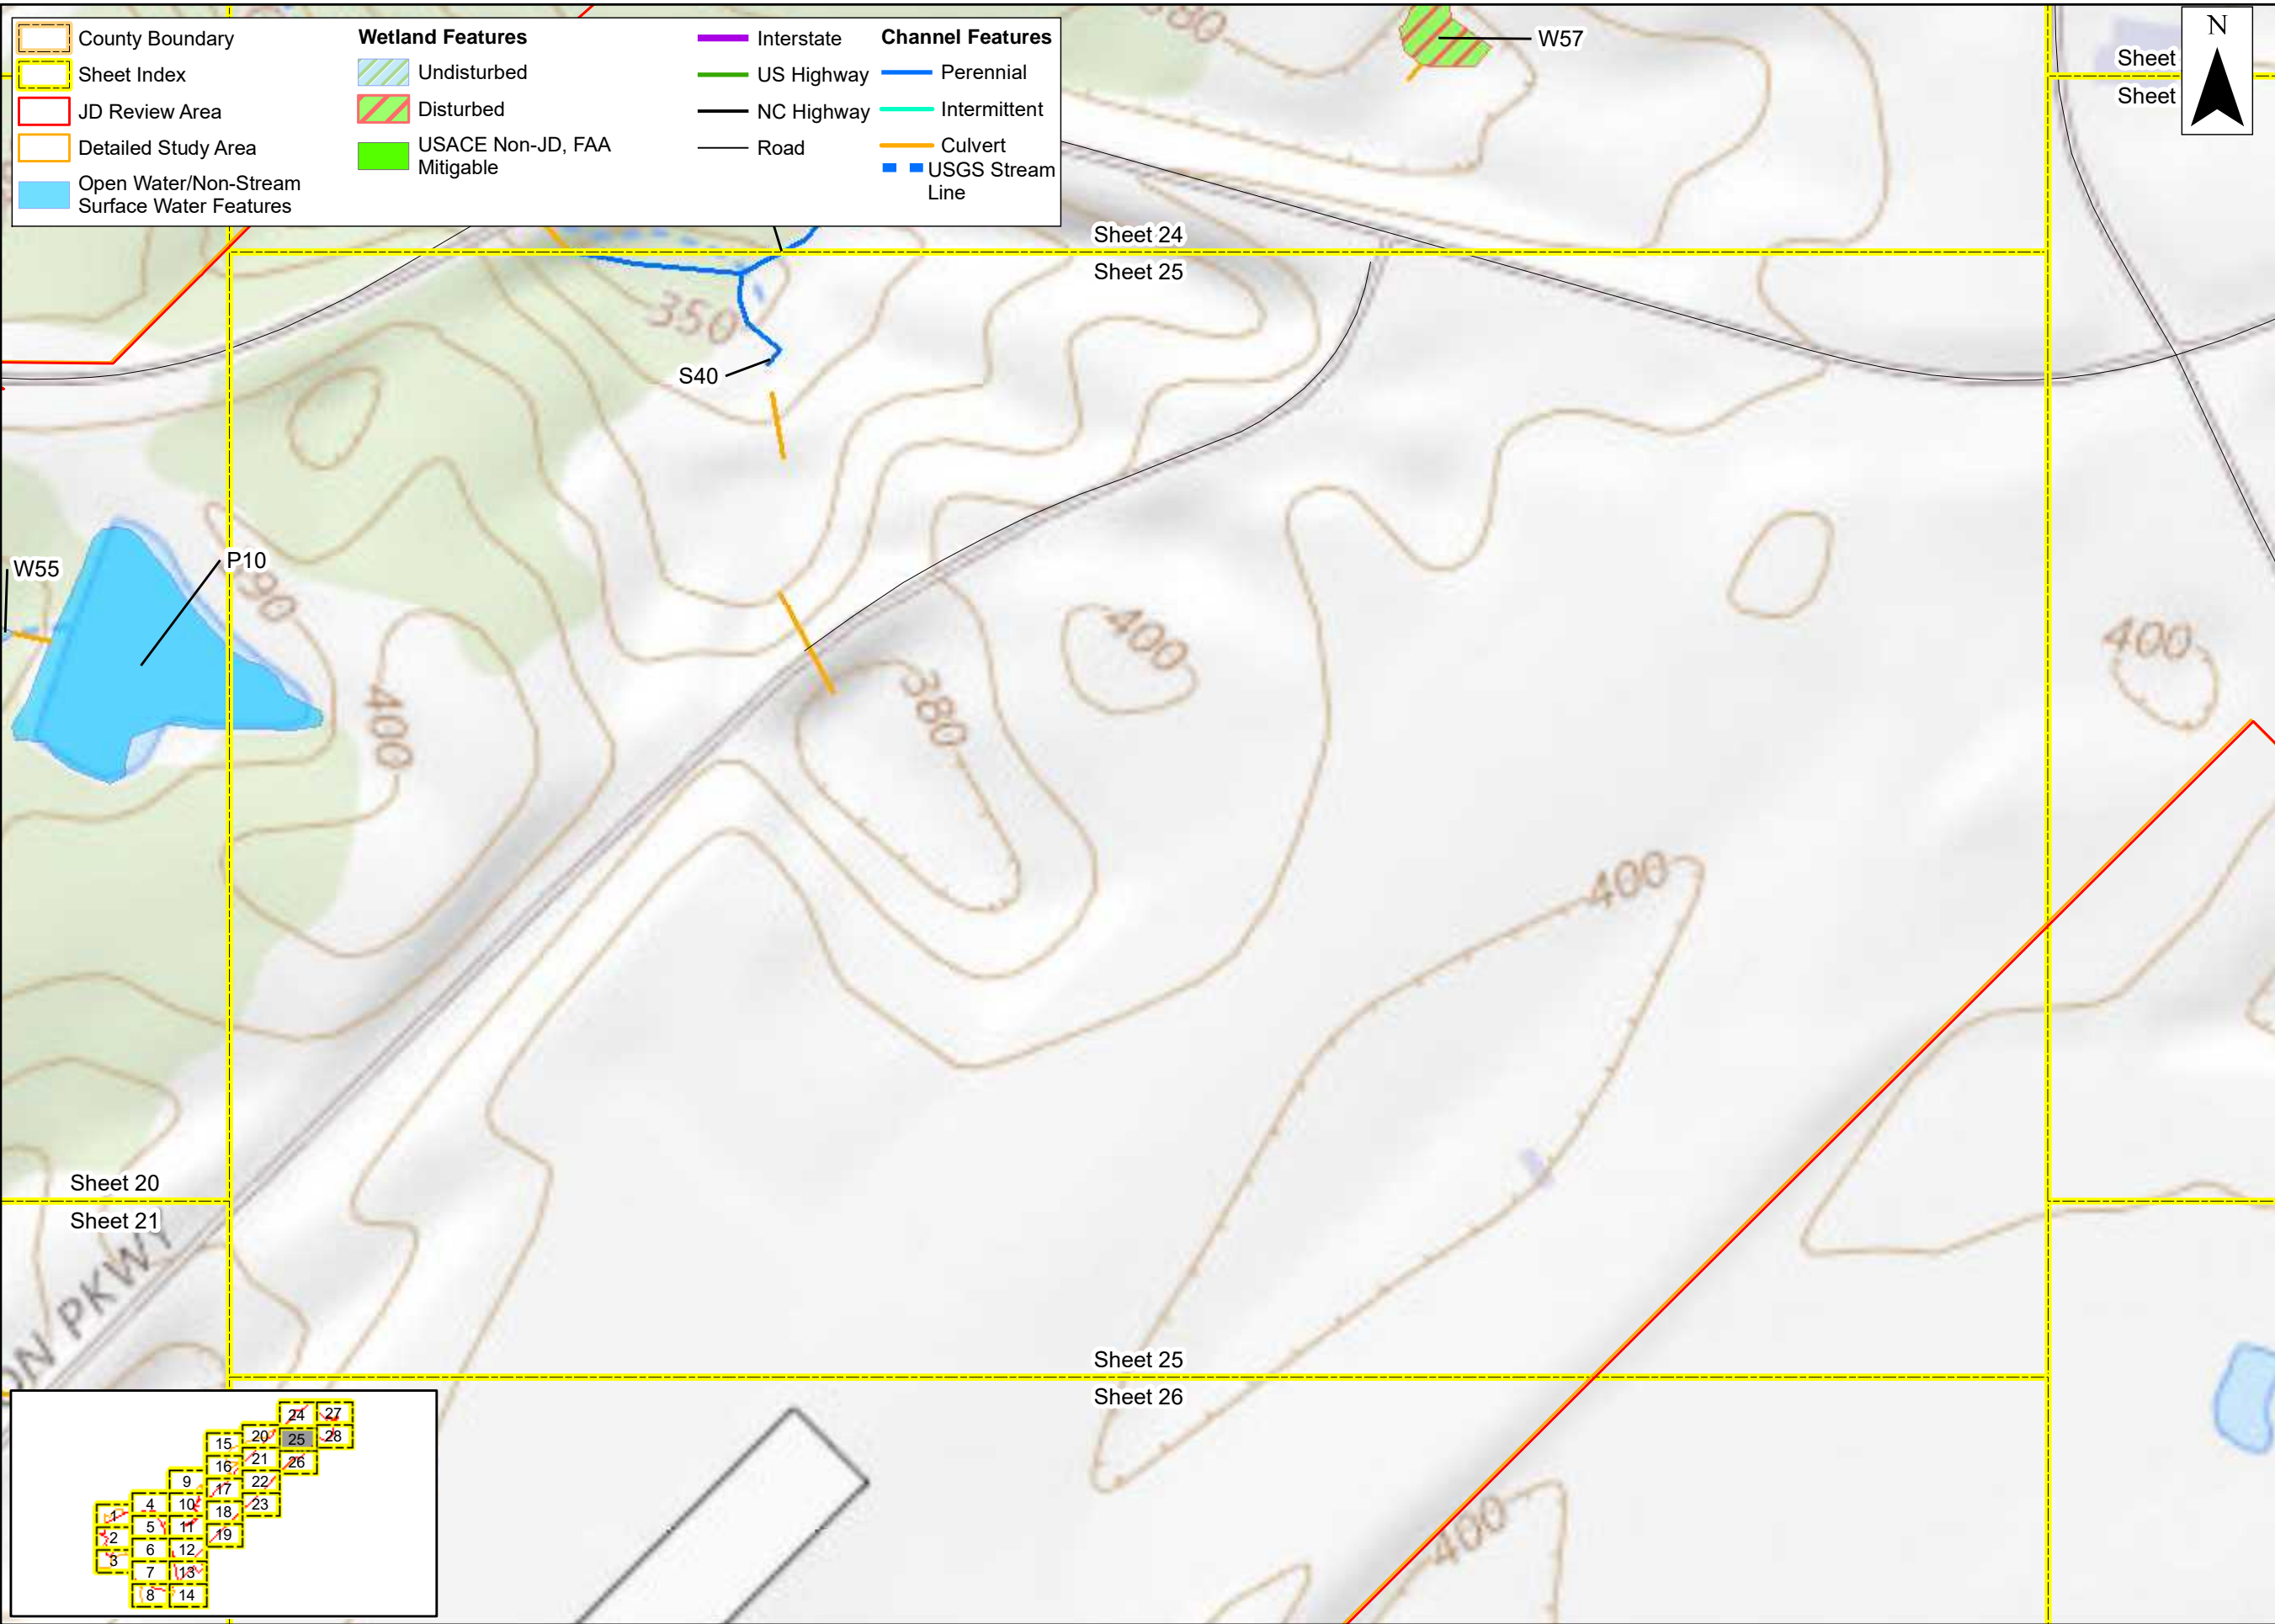 County Boundary
Sheet Index
JD Review Area
Detailed Study Area
Open Water/Non-Stream
Surface Water Features
Wetland Features
Undisturbed
Disturbed
USACE Non-JD, FAA
Mitigable
Interstate
US Highway
NC Highway
Road
Channel Features
Perennial
Intermittent
Culvert
USGS Stream
Line
W57
Sheet
Sheet
N
Sheet 24
Sheet 25
350
S40
W55
P10
90
400
380
400
400
400
Sheet 20
Sheet 21
ON PKWY
Sheet 25
Sheet 26
400
24 27
15 20 25 28
16 21 26
9 17 22
4 10 18 23
1 5 11 19
2 6 12
3 7 13
8 14